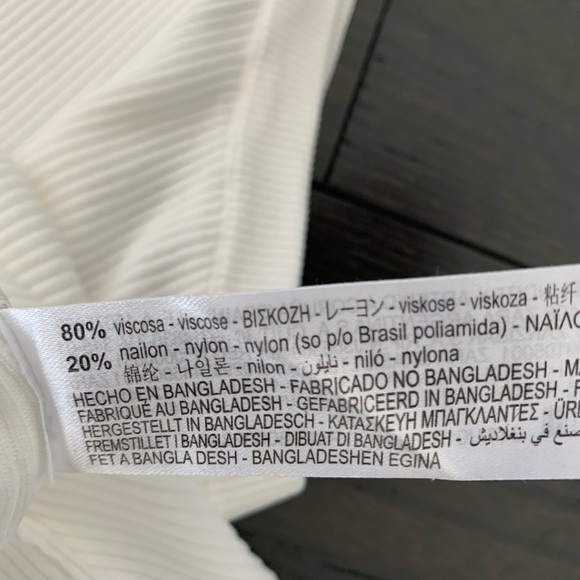 80% viscosa - viscose - ΒΙΣΚΟΖΗ - レーヨン - viskose - viskoza - 粘纤
20% nailon - nylon - nylon (so p/o Brasil poliamida) - ΝΑΪΛΟ
锦纶 - 나일론 - nilon - نايلون - niló - nylona
HECHO EN BANGLADESH - FABRICADO NO BANGLADESH - MA
FABRIQUÉ AU BANGLADESH - GEFABRICEERD IN BANGLADESH -
HERGESTELLT IN BANGLADESCH - ΚΑΤΑΣΚΕΥΗ ΜΠΑΓΚΛΑΝΤΕΣ - ÜR
FREMSTILLET I BANGLADESH - DIBUAT DI BANGLADESH - صنع في بنغلاديش
FET A BANGLA DESH - BANGLADESHEN EGINA